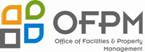 OFPM
Office of Facilities & Property
Management